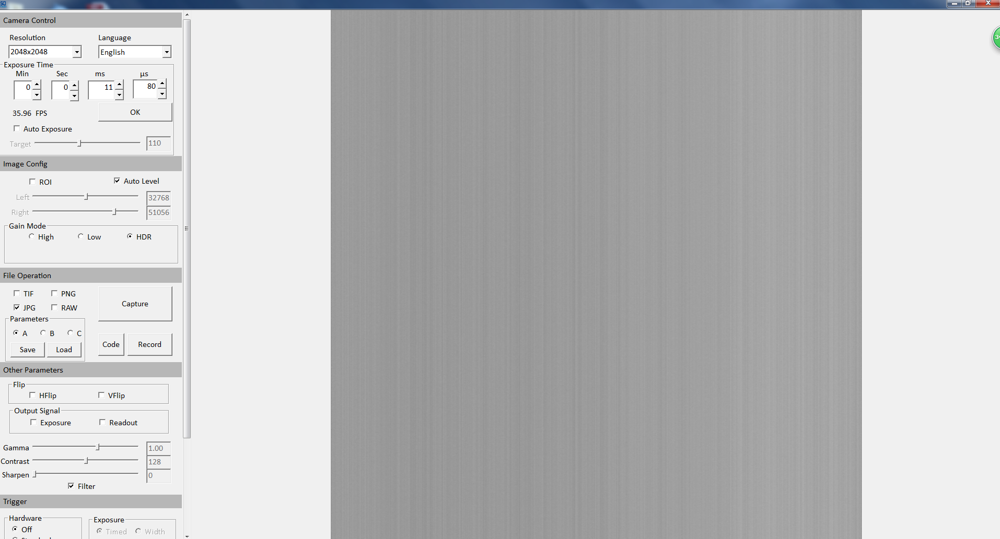 Camera Control
Resolution Language
2048x2048 English
Exposure Time
Min Sec ms µs
0 0 11 80
35.96 FPS OK
Auto Exposure
Target 110
Image Config
ROI Auto Level
Left 32768
Right 51056
Gain Mode
High Low HDR
File Operation
TIF PNG
Capture
JPG RAW
Parameters
A B C
Code Record
Save Load
Other Parameters
Flip
HFlip VFlip
Output Signal
Exposure Readout
Gamma 1.00
Contrast 128
Sharpen 0
Filter
Trigger
Hardware Exposure
Off Timed Width